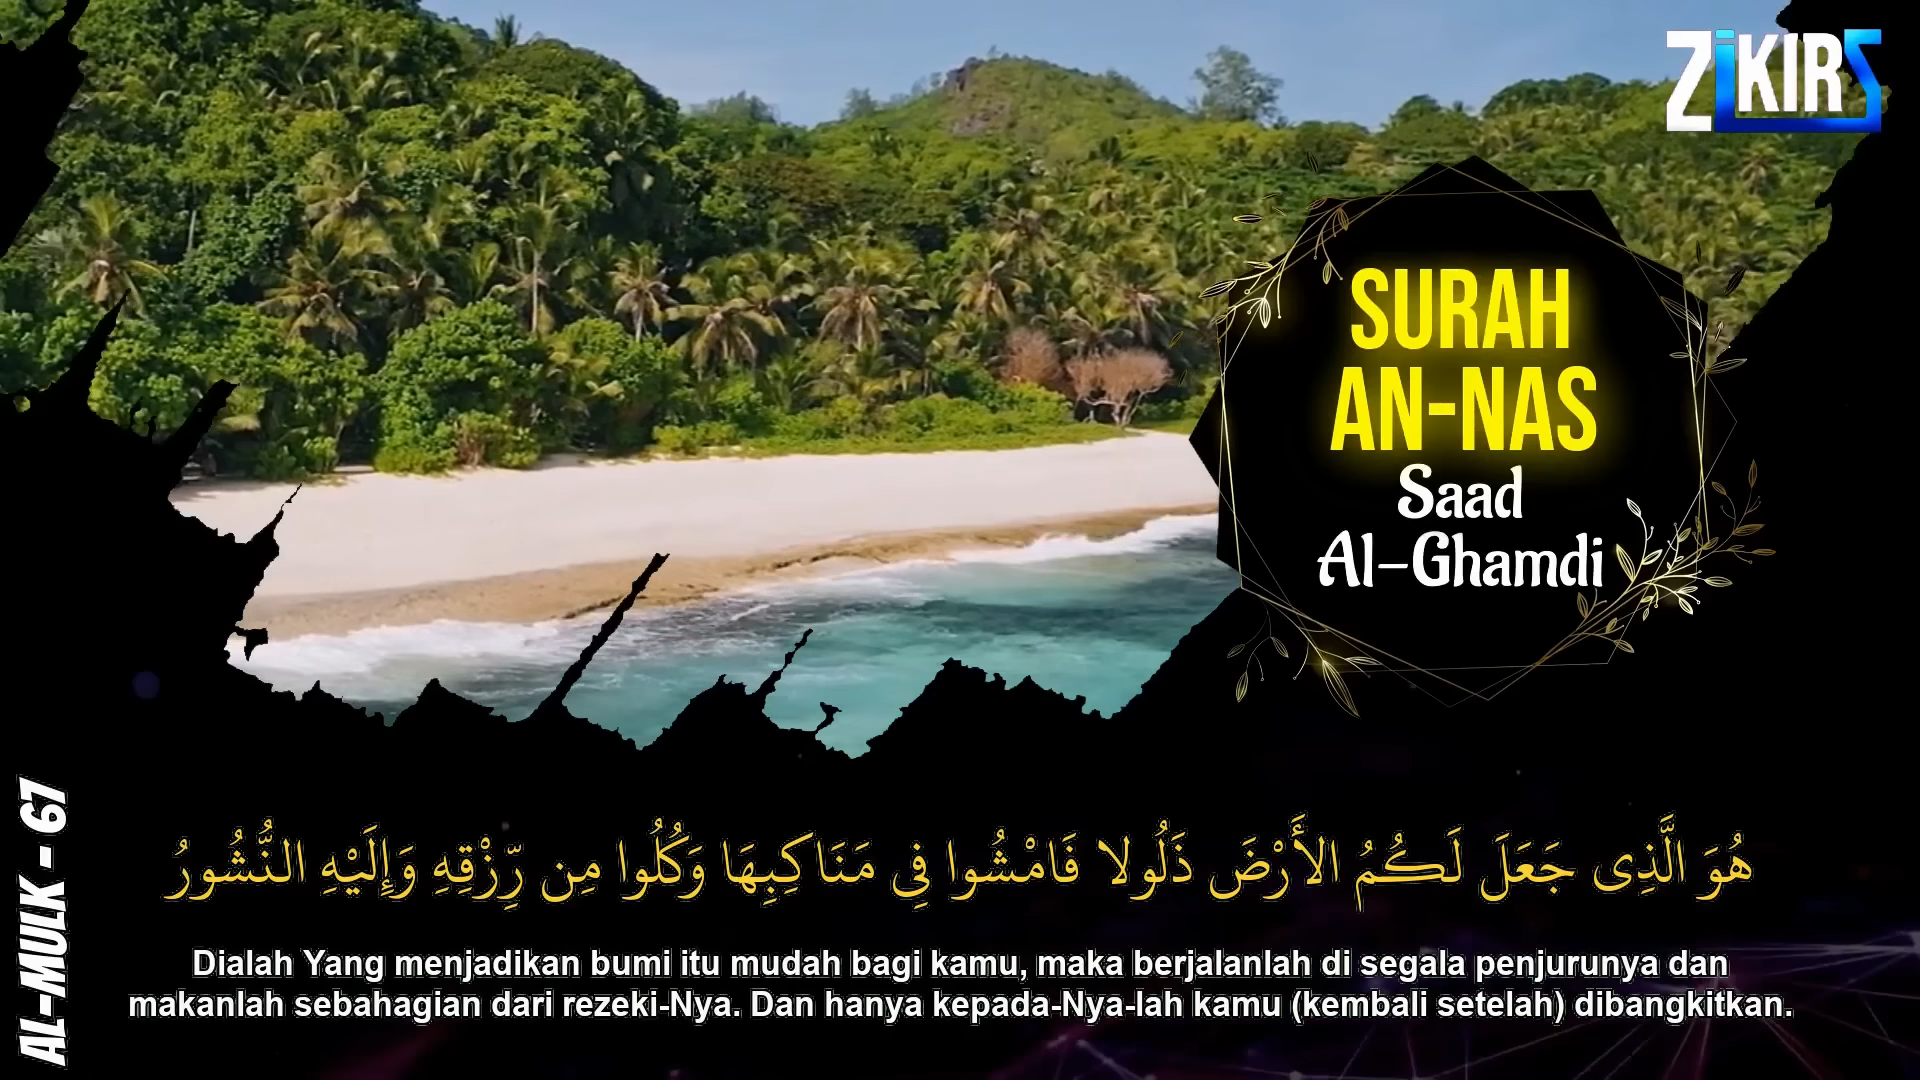 ZiKIRS
SURAH
AN-NAS
Saad
Al-Ghamdi
AL-MULK - 67
هُوَ الَّذِى جَعَلَ لَكُمُ الأَرْضَ ذَلُولا فَامْشُوا فِى مَنَاكِبِهَا وَكُلُوا مِن رِّزْقِهِ وَإِلَيْهِ النُّشُورُ
Dialah Yang menjadikan bumi itu mudah bagi kamu, maka berjalanlah di segala penjurunya dan
makanlah sebahagian dari rezeki-Nya. Dan hanya kepada-Nya-lah kamu (kembali setelah) dibangkitkan.